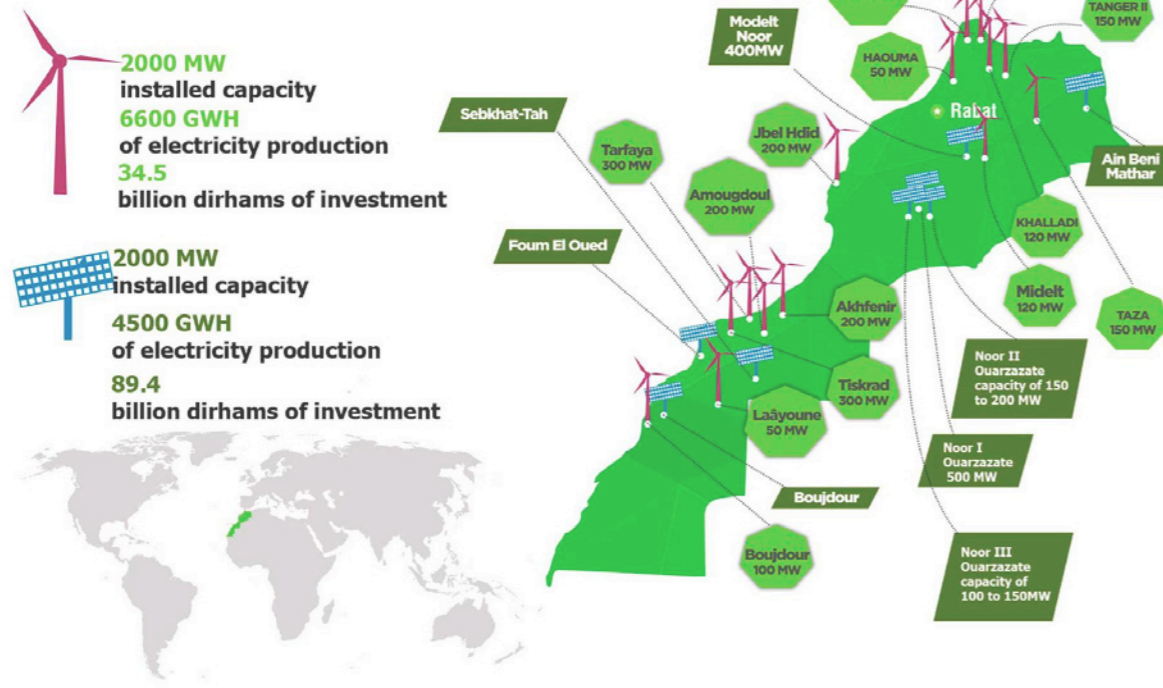 2000 MW
installed capacity
6600 GWH
of electricity production
34.5
billion dirhams of investment
2000 MW
installed capacity
4500 GWH
of electricity production
89.4
billion dirhams of investment
Modelt
Noor
400MW
TANGER II
150 MW
HAOUMA
50 MW
Rabat
Sebkhat-Tah
Tarfaya
300 MW
Jbel Hdid
200 MW
Amougdoul
200 MW
Ain Beni
Mathar
Foum El Oued
KHALLADI
120 MW
Midelt
120 MW
TAZA
150 MW
Akhfenir
200 MW
Tiskrad
300 MW
Laâyoune
50 MW
Noor II
Ouarzazate
capacity of 150
to 200 MW
Noor I
Ouarzazate
500 MW
Boujdour
Boujdour
100 MW
Noor III
Ouarzazate
capacity of
100 to 150MW